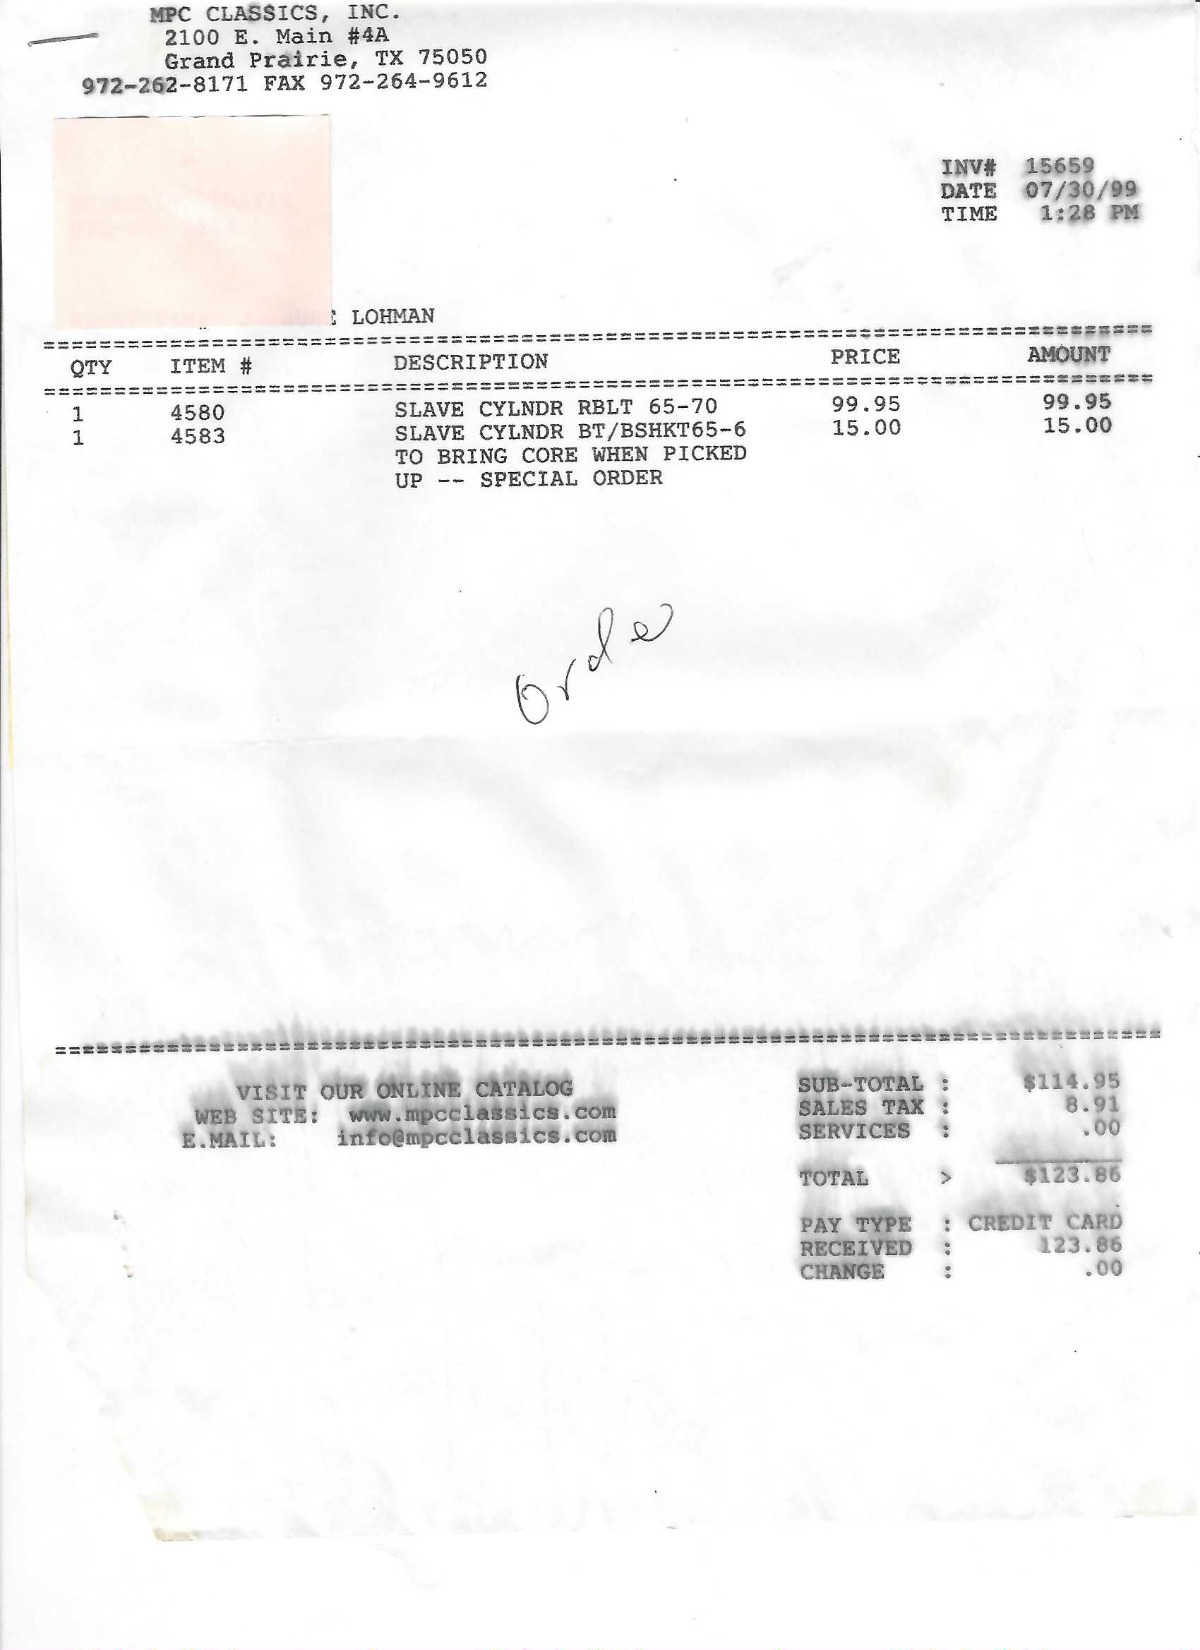 MPC CLASSICS, INC.
2100 E. Main #4A
Grand Prairie, TX 75050
972-262-8171 FAX 972-264-9612
INV# 15659
DATE 07/30/99
TIME 1:28 PM
LOHMAN
QTY ITEM # DESCRIPTION PRICE AMOUNT
1 4580 SLAVE CYLNDR RBLT 65-70 99.95 99.95
1 4583 SLAVE CYLNDR BT/BSHKT65-6 15.00 15.00
TO BRING CORE WHEN PICKED
UP -- SPECIAL ORDER
Orde
VISIT OUR ONLINE CATALOG
WEB SITE: www.mpcclassics.com
E.MAIL: info@mpcclassics.com
SUB-TOTAL : $114.95
SALES TAX : 8.91
SERVICES : .00
TOTAL > $123.86
PAY TYPE : CREDIT CARD
RECEIVED : 123.86
CHANGE : .00